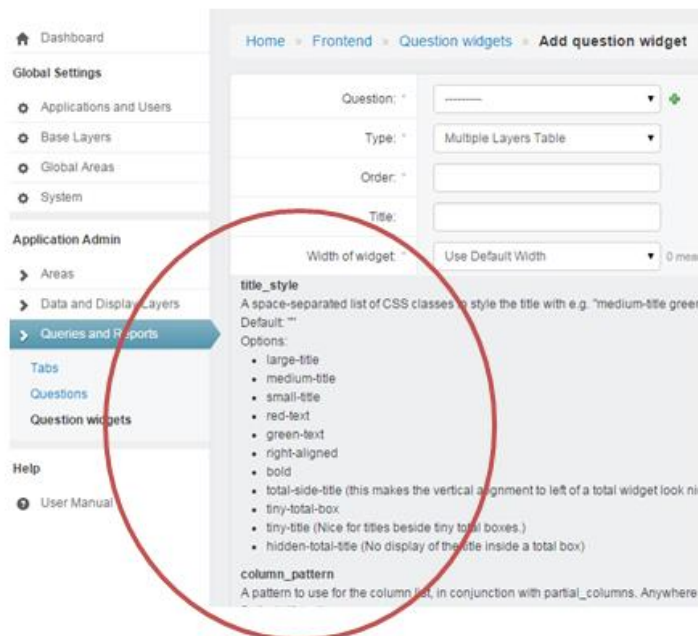 Dashboard
Global Settings
Applications and Users
Base Layers
Global Areas
System
Application Admin
Areas
Data and Display Layers
Queries and Reports
Tabs
Questions
Question widgets
Help
User Manual
Home » Frontend » Question widgets » Add question widget
Question: * ---------
Type: * Multiple Layers Table
Order: *
Title:
Width of widget: * Use Default Width 0 mea
title_style
A space-separated list of CSS classes to style the title with e.g. "medium-title gree
Default: ""
Options:
• large-title
• medium-title
• small-title
• red-text
• green-text
• right-aligned
• bold
• total-side-title (this makes the vertical alignment to left of a total widget look ni
• tiny-total-box
• tiny-title (Nice for titles beside tiny total boxes.)
• hidden-total-title (No display of the title inside a total box)
column_pattern
A pattern to use for the column list, in conjunction with partial_columns. Anywhere